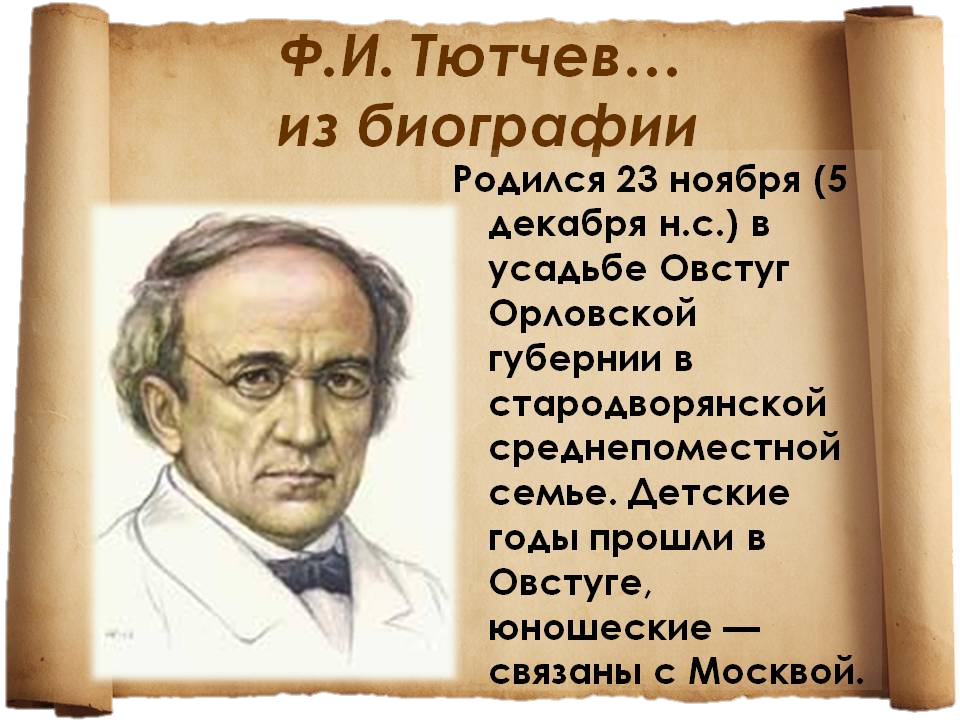 Ф.И. Тютчев...
из биографии
Родился 23 ноября (5
декабря н.с.) в
усадьбе Овстуг
Орловской
губернии в
стародворянской
среднепоместной
семье. Детские
годы прошли в
Овстуге,
юношеские —
связаны с Москвой.